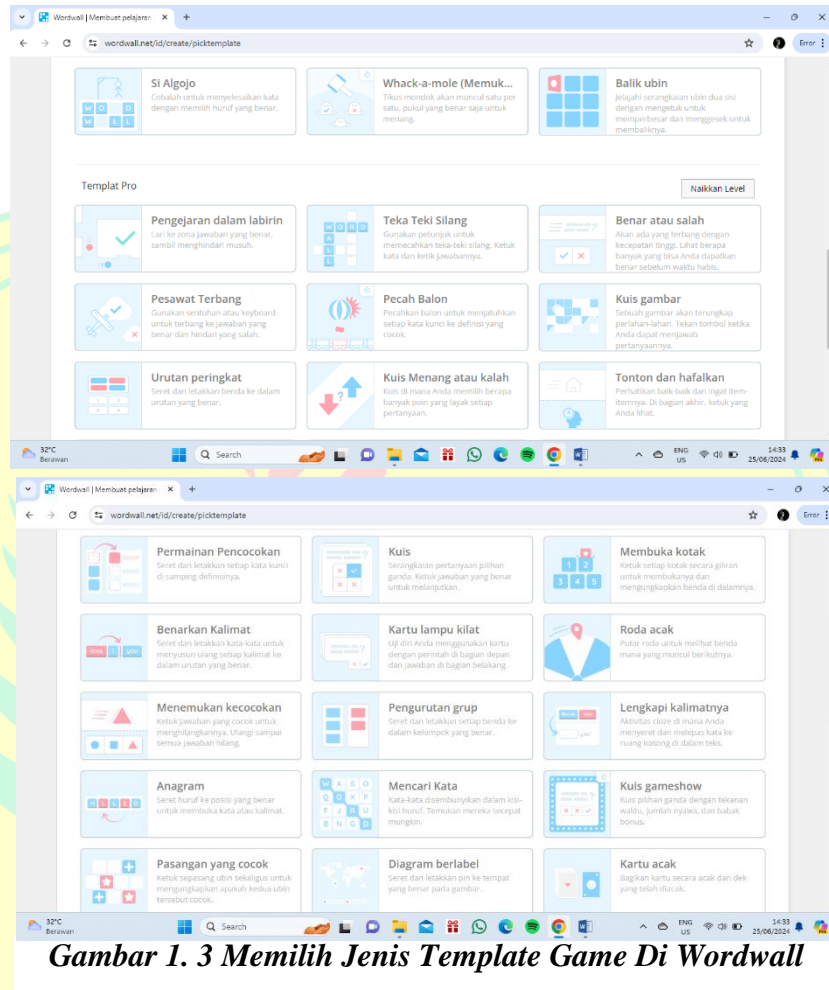 Wordwall | Membuat pelajaran
wordwall.net/id/create/picktemplate
Error
Si Algojo
Cobalah untuk menyelesaikan kata
dengan memilih huruf yang benar.
Whack-a-mole (Memuk...
Tikus mondok akan muncul satu per
satu, pukul yang benar saja untuk
menang.
Balik ubin
Jelajahi serangkaian ubin dua sisi
dengan mengetuk untuk
memperbesar dan menggesek untuk
membaliknya.
Templat Pro
Naikkan Level
Pengejaran dalam labirin
Lari ke zona jawaban yang benar,
sambil menghindari musuh.
Teka Teki Silang
Gunakan petunjuk untuk
memecahkan teka-teki silang. Ketuk
kata dan ketik jawabannya.
Benar atau salah
Akan ada yang terbang dengan
kecepatan tinggi. Lihat berapa
banyak yang bisa Anda dapatkan
benar sebelum waktu habis.
Pesawat Terbang
Gunakan sentuhan atau keyboard
untuk terbang ke jawaban yang
benar dan hindari yang salah.
Pecah Balon
Pecahkan balon untuk menjatuhkan
setiap kata kunci ke definisi yang
cocok.
Kuis gambar
Sebuah gambar akan terungkap
perlahan-lahan. Tekan tombol ketika
Anda dapat menjawab
pertanyaannya.
Urutan peringkat
Seret dan letakkan benda ke dalam
urutan yang benar.
Kuis Menang atau kalah
Kuis di mana Anda memilih berapa
banyak poin yang layak setiap
pertanyaan.
Tonton dan hafalkan
Perhatikan baik-baik dan ingat item-
itemnya. Di bagian akhir, ketuk yang
Anda lihat.
32°C
Berawan
Search
ENG
US
14:33
25/06/2024
Wordwall | Membuat pelajaran
wordwall.net/id/create/picktemplate
Error
Permainan Pencocokan
Seret dan letakkan setiap kata kunci
di samping definisinya.
Kuis
Serangkaian pertanyaan pilihan
ganda. Ketuk jawaban yang benar
untuk melanjutkan.
Membuka kotak
Ketuk setiap kotak secara giliran
untuk membukanya dan
mengungkapkan benda di dalamnya.
Benarkan Kalimat
Seret dan letakkan kata-kata untuk
menyusun ulang setiap kalimat ke
dalam urutan yang benar.
Kartu lampu kilat
Uji diri Anda menggunakan kartu
dengan perintah di bagian depan
dan jawaban di bagian belakang.
Roda acak
Putar roda untuk melihat benda
mana yang muncul berikutnya.
Menemukan kecocokan
Ketuk jawaban yang cocok untuk
menghilangkannya. Ulangi sampai
semua jawaban hilang.
Pengurutan grup
Seret dan letakkan setiap benda ke
dalam kelompok yang benar.
Lengkapi kalimatnya
Aktivitas cloze di mana Anda
menyeret dan melepas kata ke
ruang kosong di dalam teks.
Anagram
Seret huruf ke posisi yang benar
untuk membuka kata atau kalimat.
Mencari Kata
Kata-kata disembunyikan dalam kisi-
kisi huruf. Temukan mereka secepat
mungkin.
Kuis gameshow
Kuis pilihan ganda dengan tekanan
waktu, jumlah nyawa, dan babak
bonus.
Pasangan yang cocok
Ketuk sepasang ubin sekaligus untuk
mengungkapkan apakah kedua ubin
tersebut cocok.
Diagram berlabel
Seret dan letakkan pin ke tempat
yang benar pada gambar.
Kartu acak
Bagikan kartu secara acak dari dek
yang telah diacak.
32°C
Berawan
Search
ENG
US
14:33
25/06/2024
Gambar 1. 3 Memilih Jenis Template Game Di Wordwall